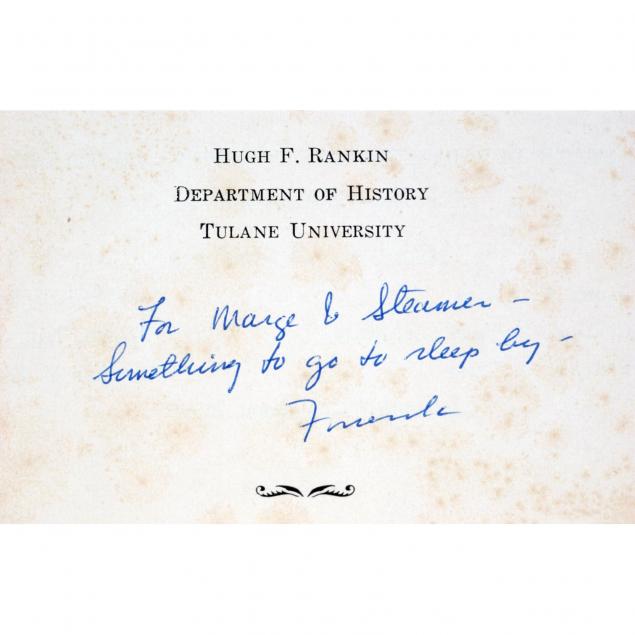 HUGH F. RANKIN
DEPARTMENT OF HISTORY
TULANE UNIVERSITY
For Marge & Steamer –
Something to go to sleep by –